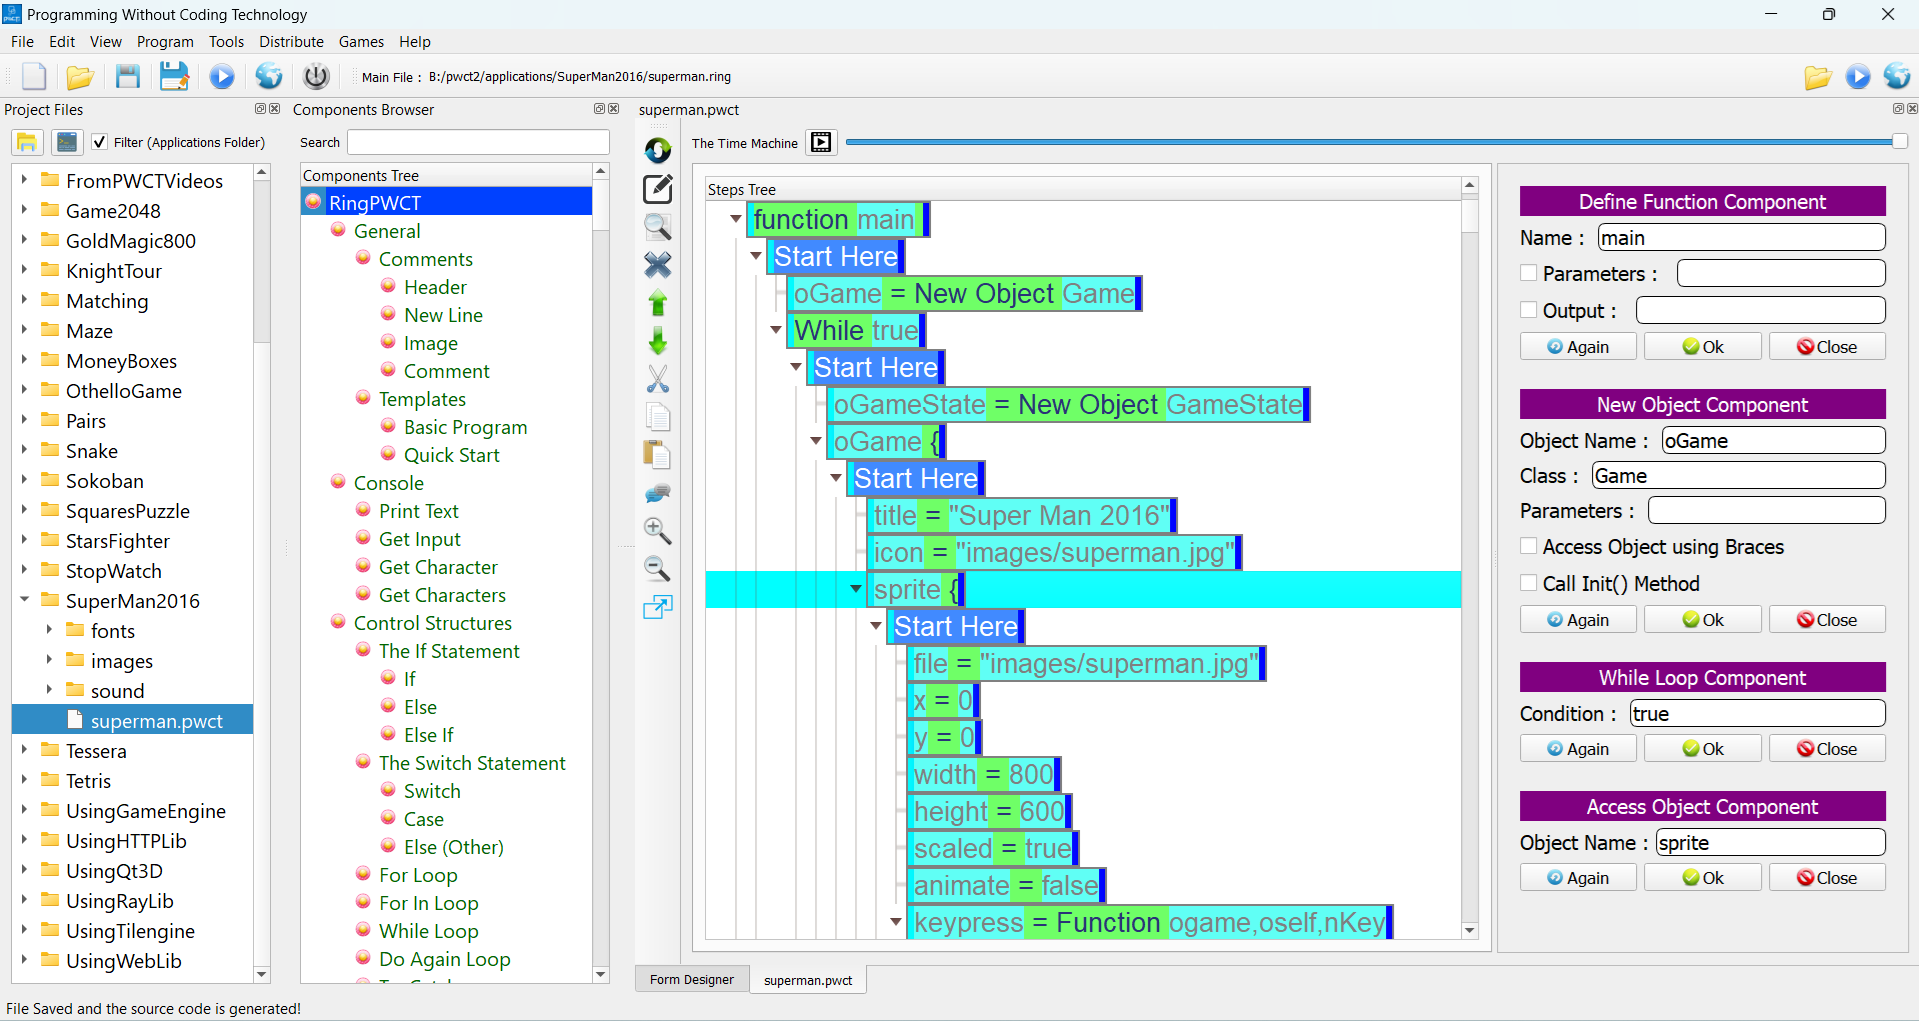 Programming Without Coding Technology
File Edit View Program Tools Distribute Games Help
Main File : B:/pwct2/applications/SuperMan2016/superman.ring
Project Files
Filter (Applications Folder)
FromPWCTVideos
Game2048
GoldMagic800
KnightTour
Matching
Maze
MoneyBoxes
OthelloGame
Pairs
Snake
Sokoban
SquaresPuzzle
StarsFighter
StopWatch
SuperMan2016
fonts
images
sound
superman.pwct
Tessera
Tetris
UsingGameEngine
UsingHTTPLib
UsingQt3D
UsingRayLib
UsingTilengine
UsingWebLib
Components Browser
Search
Components Tree
RingPWCT
General
Comments
Header
New Line
Image
Comment
Templates
Basic Program
Quick Start
Console
Print Text
Get Input
Get Character
Get Characters
Control Structures
The If Statement
If
Else
Else If
The Switch Statement
Switch
Case
Else (Other)
For Loop
For In Loop
While Loop
Do Again Loop
superman.pwct
The Time Machine
Steps Tree
function main
Start Here
oGame = New Object Game
While true
Start Here
oGameState = New Object GameState
oGame {
Start Here
title = "Super Man 2016"
icon = "images/superman.jpg"
sprite {
Start Here
file = "images/superman.jpg"
x = 0
y = 0
width = 800
height = 600
scaled = true
animate = false
keypress = Function ogame,oself,nKey
Define Function Component
Name : main
Parameters :
Output :
Again Ok Close
New Object Component
Object Name : oGame
Class : Game
Parameters :
Access Object using Braces
Call Init() Method
Again Ok Close
While Loop Component
Condition : true
Again Ok Close
Access Object Component
Object Name : sprite
Again Ok Close
Form Designer superman.pwct
File Saved and the source code is generated!